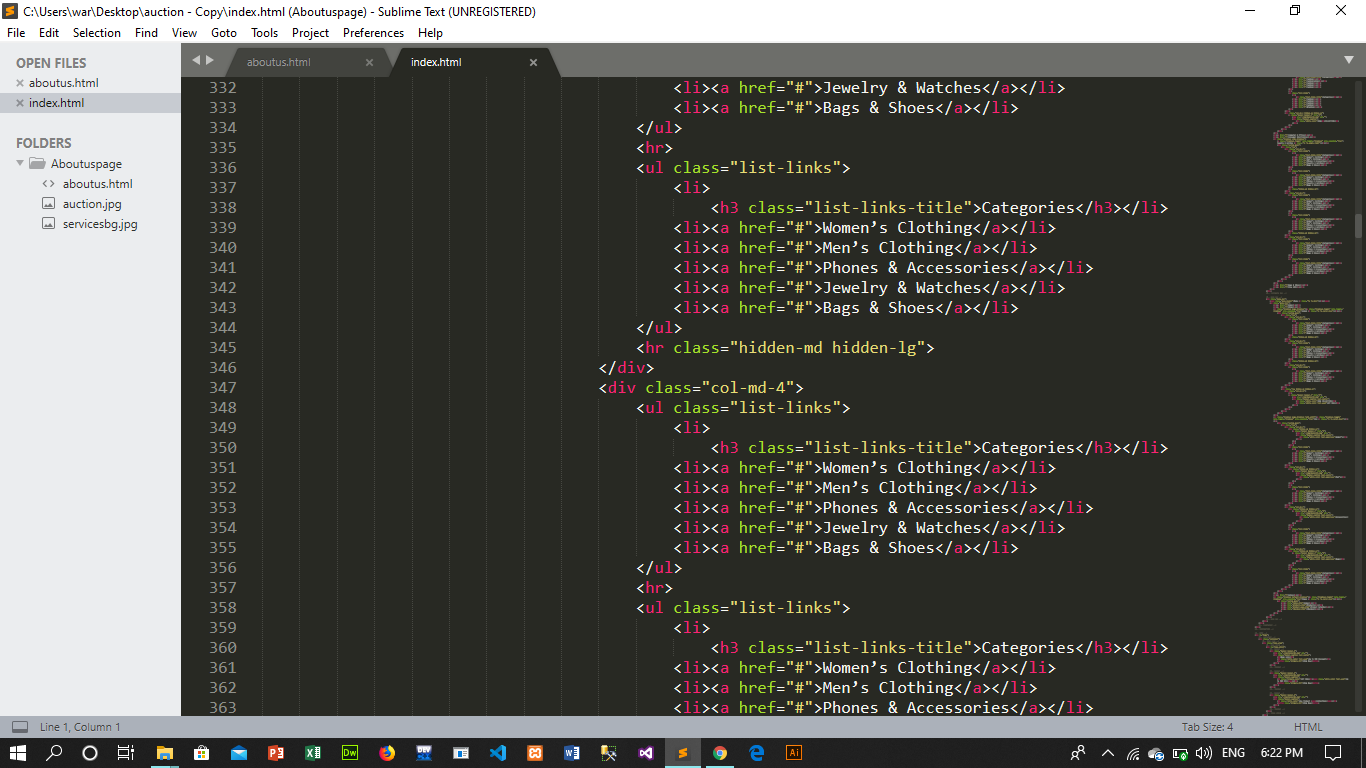 C:\Users\war\Desktop\auction - Copy\index.html (Aboutuspage) - Sublime Text (UNREGISTERED)
File Edit Selection Find View Goto Tools Project Preferences Help
OPEN FILES
aboutus.html
index.html
FOLDERS
Aboutuspage
<> aboutus.html
auction.jpg
servicesbg.jpg
aboutus.html × index.html ×
332 <li><a href="#">Jewelry & Watches</a></li>
333 <li><a href="#">Bags & Shoes</a></li>
334 </ul>
335 <hr>
336 <ul class="list-links">
337 <li>
338 <h3 class="list-links-title">Categories</h3></li>
339 <li><a href="#">Women’s Clothing</a></li>
340 <li><a href="#">Men’s Clothing</a></li>
341 <li><a href="#">Phones & Accessories</a></li>
342 <li><a href="#">Jewelry & Watches</a></li>
343 <li><a href="#">Bags & Shoes</a></li>
344 </ul>
345 <hr class="hidden-md hidden-lg">
346 </div>
347 <div class="col-md-4">
348 <ul class="list-links">
349 <li>
350 <h3 class="list-links-title">Categories</h3></li>
351 <li><a href="#">Women’s Clothing</a></li>
352 <li><a href="#">Men’s Clothing</a></li>
353 <li><a href="#">Phones & Accessories</a></li>
354 <li><a href="#">Jewelry & Watches</a></li>
355 <li><a href="#">Bags & Shoes</a></li>
356 </ul>
357 <hr>
358 <ul class="list-links">
359 <li>
360 <h3 class="list-links-title">Categories</h3></li>
361 <li><a href="#">Women’s Clothing</a></li>
362 <li><a href="#">Men’s Clothing</a></li>
363 <li><a href="#">Phones & Accessories</a></li>
Line 1, Column 1 Tab Size: 4 HTML
Dw DEV Ai ENG 6:22 PM